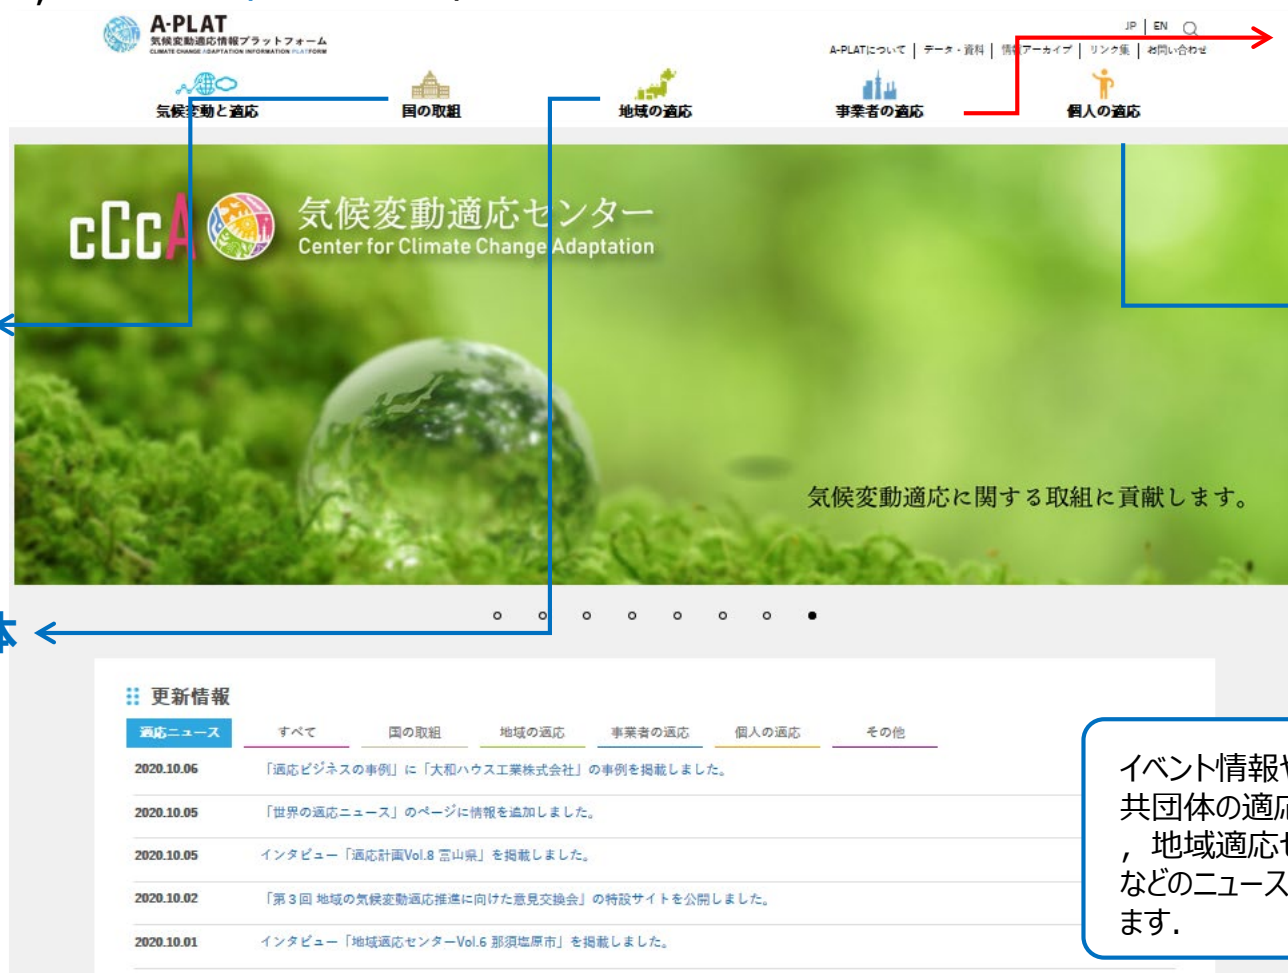 A-PLAT
気候変動適応情報プラットフォーム
CLIMATE CHANGE ADAPTATION INFORMATION PLATFORM
JP | EN
A-PLATについて | データ・資料 | 情報アーカイブ | リンク集 | お問い合わせ
気候変動と適応 国の取組 地域の適応 事業者の適応 個人の適応
cCcA
気候変動適応センター
Center for Climate Change Adaptation
気候変動適応に関する取組に貢献します。
体
更新情報
適応ニュース すべて 国の取組 地域の適応 事業者の適応 個人の適応 その他
2020.10.06 「適応ビジネスの事例」に「大和ハウス工業株式会社」の事例を掲載しました。
2020.10.05 「世界の適応ニュース」のページに情報を追加しました。
2020.10.05 インタビュー「適応計画Vol.8 富山県」を掲載しました。
2020.10.02 「第3回 地域の気候変動適応推進に向けた意見交換会」の特設サイトを公開しました。
2020.10.01 インタビュー「地域適応センターVol.6 那須塩原市」を掲載しました。
イベント情報や
共団体の適応
，地域適応セ
などのニュース
ます．